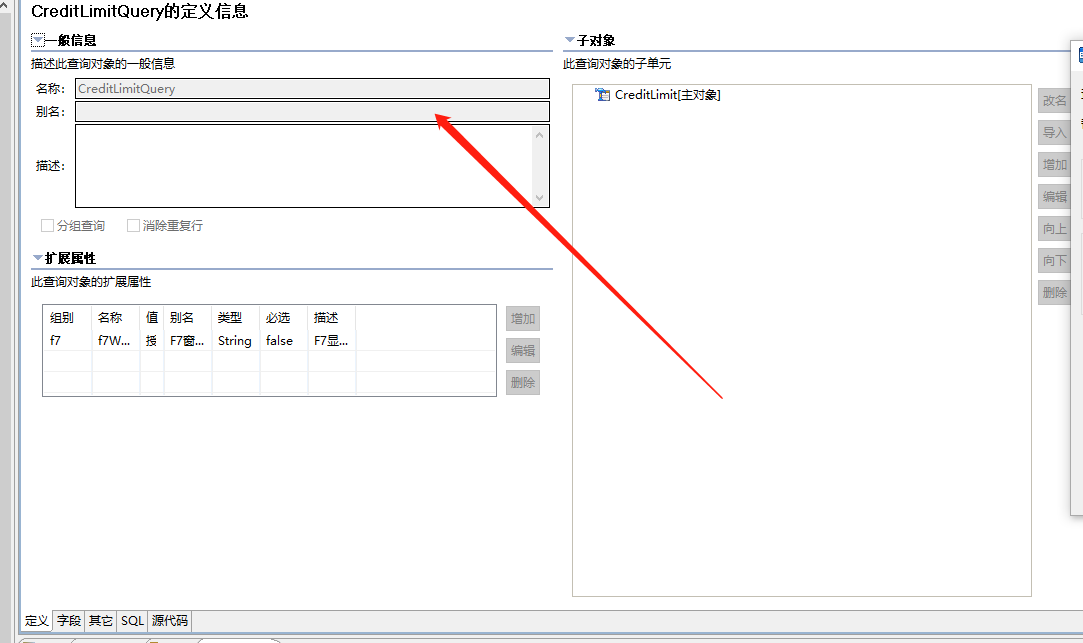 CreditLimitQuery的定义信息
一般信息
描述此查询对象的一般信息
名称: CreditLimitQuery
别名:
描述:
分组查询 消除重复行
扩展属性
此查询对象的扩展属性
组别 名称 值 别名 类型 必选 描述
f7 f7W... 授 F7窗... String false F7显...
增加
编辑
删除
子对象
此查询对象的子单元
CreditLimit[主对象]
改名
导入
增加
编辑
向上
向下
删除
定义 字段 其它 SQL 源代码